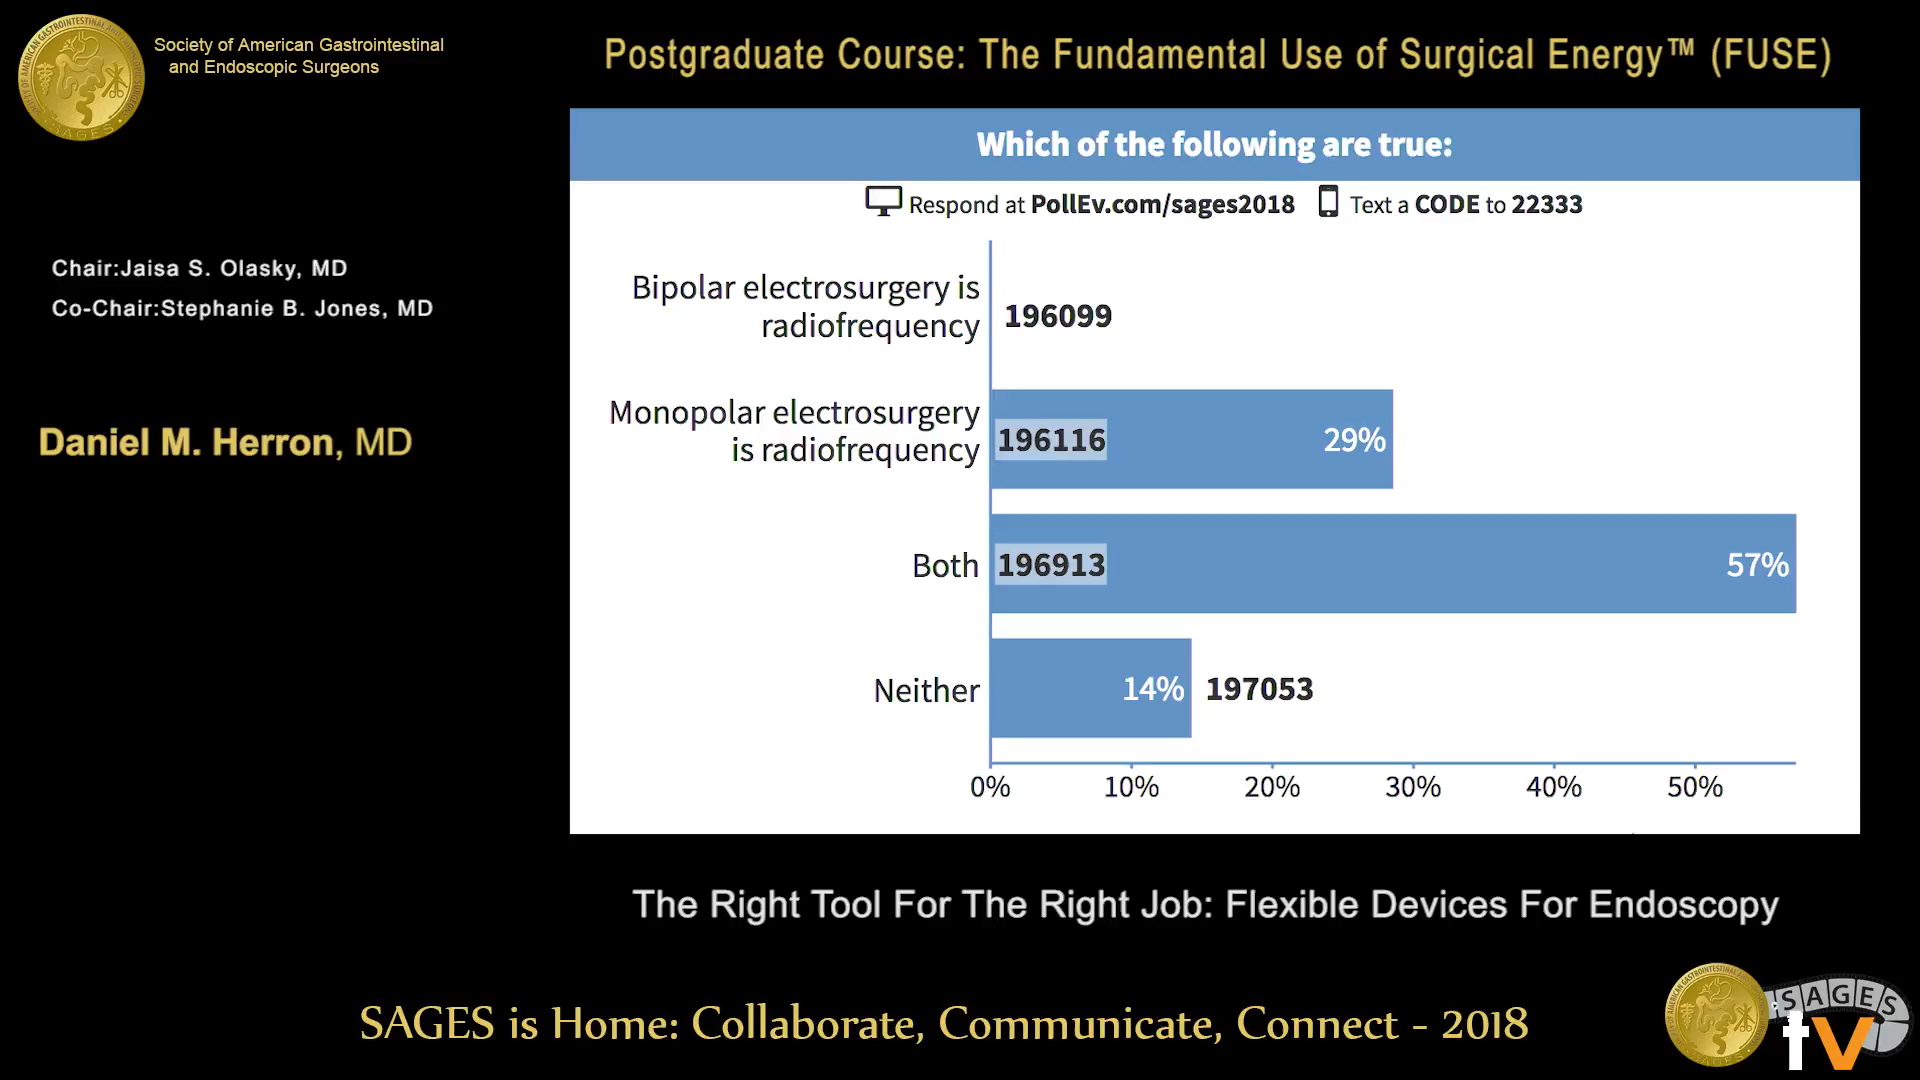 Society of American Gastrointestinal
and Endoscopic Surgeons
Postgraduate Course: The Fundamental Use of Surgical Energy™ (FUSE)
Chair:Jaisa S. Olasky, MD
Co-Chair:Stephanie B. Jones, MD
Daniel M. Herron, MD
Which of the following are true:
Respond at PollEv.com/sages2018 Text a CODE to 22333
Bipolar electrosurgery is
radiofrequency
196099
Monopolar electrosurgery
is radiofrequency
196116 29%
Both 196913 57%
Neither 14% 197053
0% 10% 20% 30% 40% 50%
The Right Tool For The Right Job: Flexible Devices For Endoscopy
SAGES is Home: Collaborate, Communicate, Connect - 2018
SAGES
tv